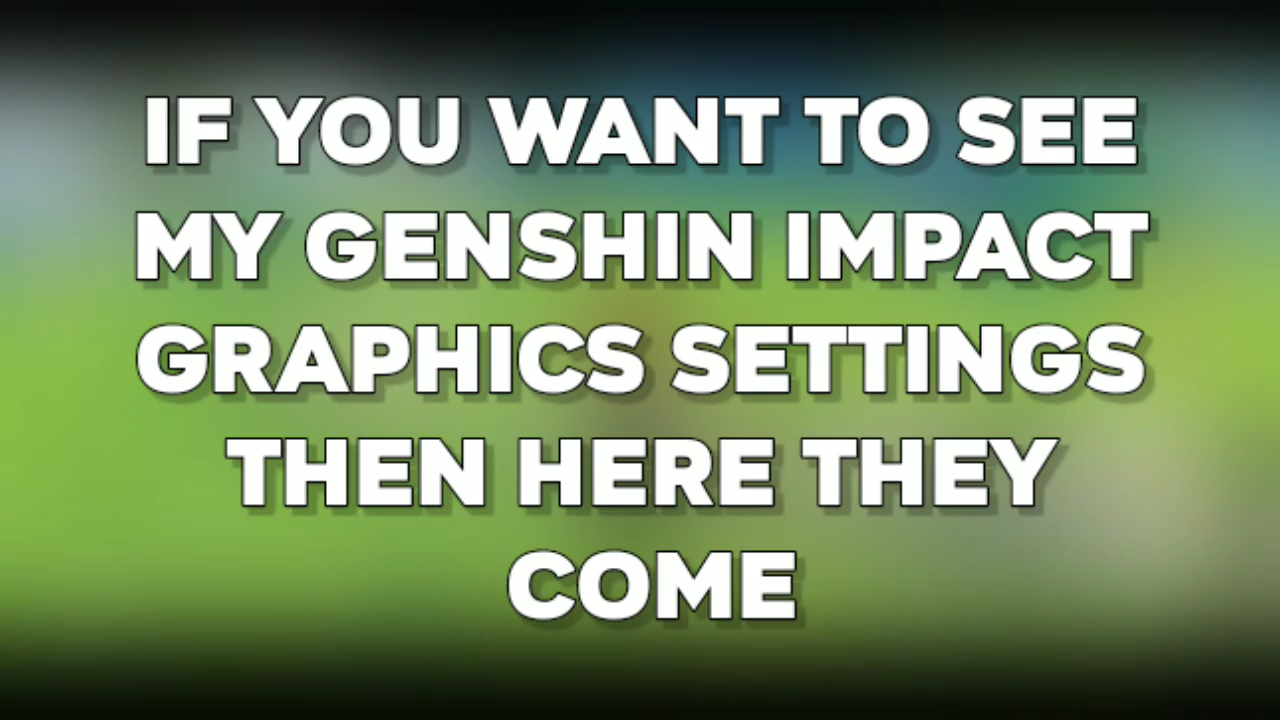 IF YOU WANT TO SEE
MY GENSHIN IMPACT
GRAPHICS SETTINGS
THEN HERE THEY
COME